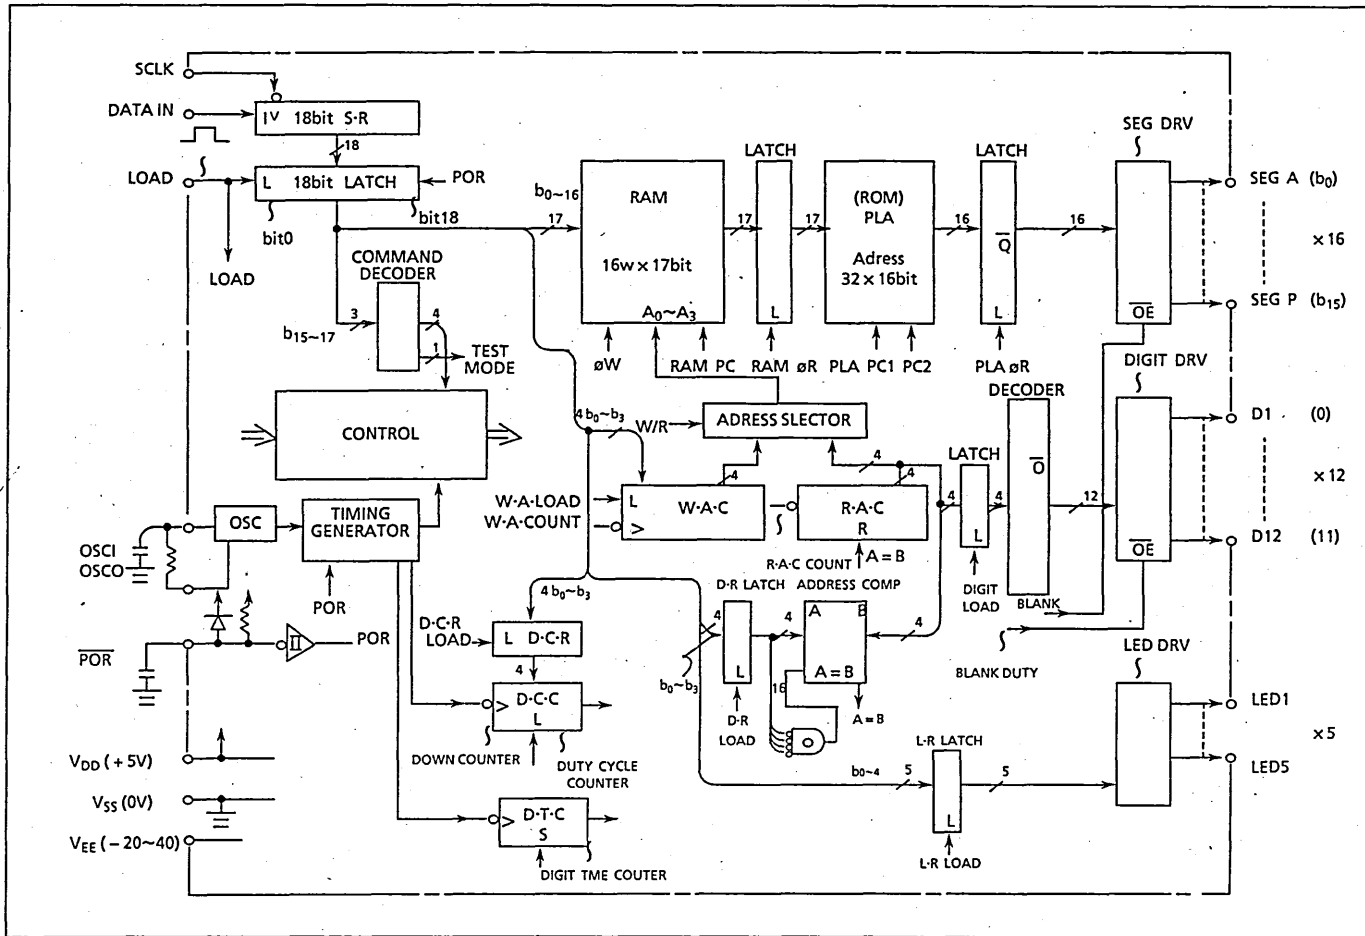 SCLK
DATA IN
IV 18bit S·R
18
LOAD
L 18bit LATCH
POR
bit0
bit18
LOAD
COMMAND
DECODER
3
4
1
b15~17
TEST
MODE
b0~16
17
RAM
16w × 17bit
A0~A3
øW
RAM PC
17
LATCH
L
RAM øR
17
(ROM)
PLA
Adress
32 × 16bit
PLA PC1
PC2
16
LATCH
Q
L
PLA øR
16
SEG DRV
OE
SEG A (b0)
×16
SEG P (b15)
CONTROL
4 b0~b3
W/R
ADRESS SLECTOR
W·A·LOAD
W·A·COUNT
L
>
W·A·C
4
R·A·C
R
4
4
R·A·C COUNT
A = B
4
LATCH
L
DIGIT
LOAD
4
DECODER
O
12
BLANK
BLANK DUTY
DIGIT DRV
OE
D1 (0)
×12
D12 (11)
OSCI
OSCO
OSC
TIMING
GENERATOR
POR
POR
II
POR
4 b0~b3
D·C·R
LOAD
L D·C·R
4
>
D·C·C
L
DOWN COUNTER
DUTY CYCLE
COUNTER
>
D·T·C
S
DIGIT TME COUTER
D·R LATCH
4
b0~b3
L
D·R
LOAD
4
16
ADDRESS COMP
A
B
A = B
A = B
4
b0~4
5
L·R LATCH
L
L·R LOAD
5
LED DRV
LED1
×5
LED5
VDD (+5V)
VSS (0V)
VEE (−20~40)